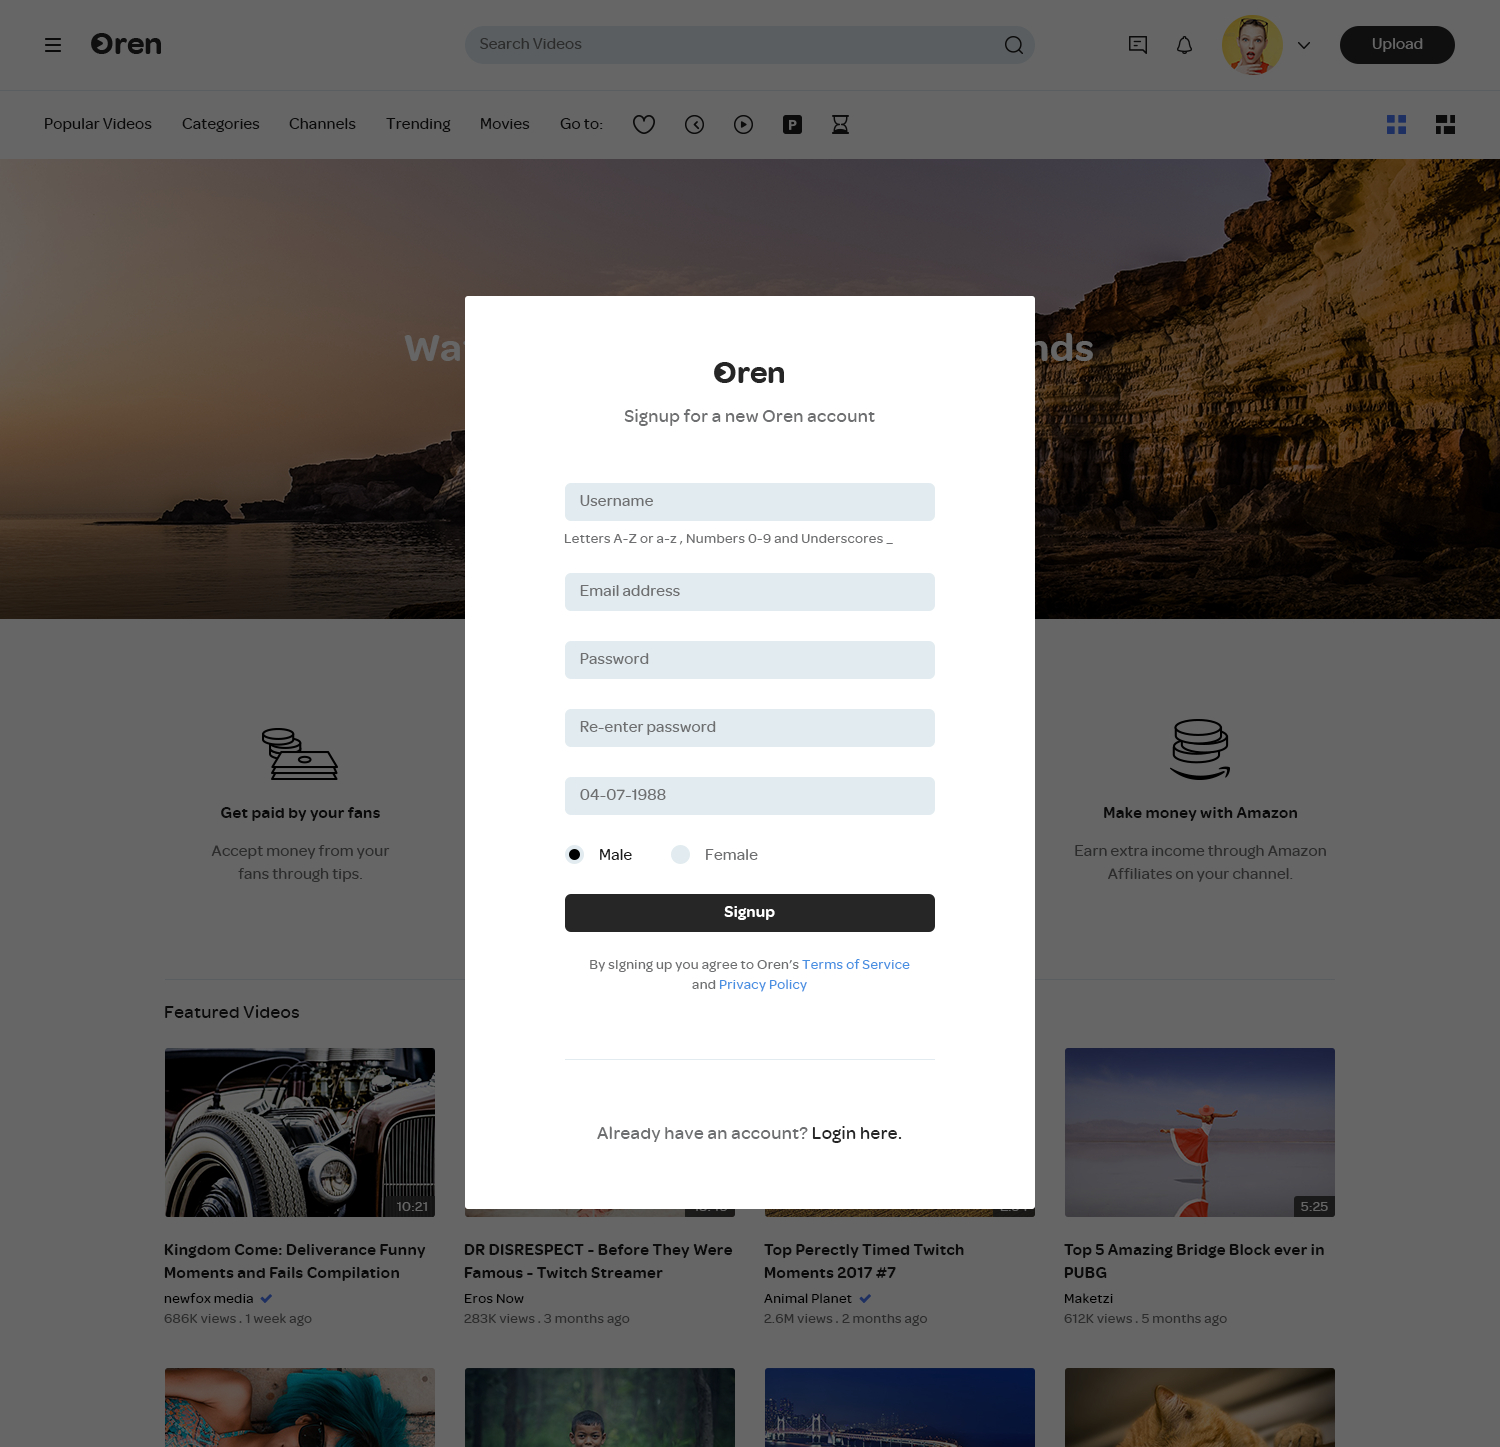 Oren
Search Videos
Upload
Popular Videos
Categories
Channels
Trending
Movies
Go to:
P
Oren
Signup for a new Oren account
Username
Letters A-Z or a-z , Numbers 0-9 and Underscores _
Email address
Password
Re-enter password
04-07-1988
Male
Female
Signup
By signing up you agree to Oren’s Terms of Service
and Privacy Policy
Already have an account? Login here.
Get paid by your fans
Accept money from your
fans through tips.
Make money with Amazon
Earn extra income through Amazon
Affiliates on your channel.
Featured Videos
10:21
5:25
Kingdom Come: Deliverance Funny
Moments and Fails Compilation
newfox media
686K views . 1 week ago
DR DISRESPECT - Before They Were
Famous - Twitch Streamer
Eros Now
283K views . 3 months ago
Top Perectly Timed Twitch
Moments 2017 #7
Animal Planet
2.6M views . 2 months ago
Top 5 Amazing Bridge Block ever in
PUBG
Maketzi
612K views . 5 months ago